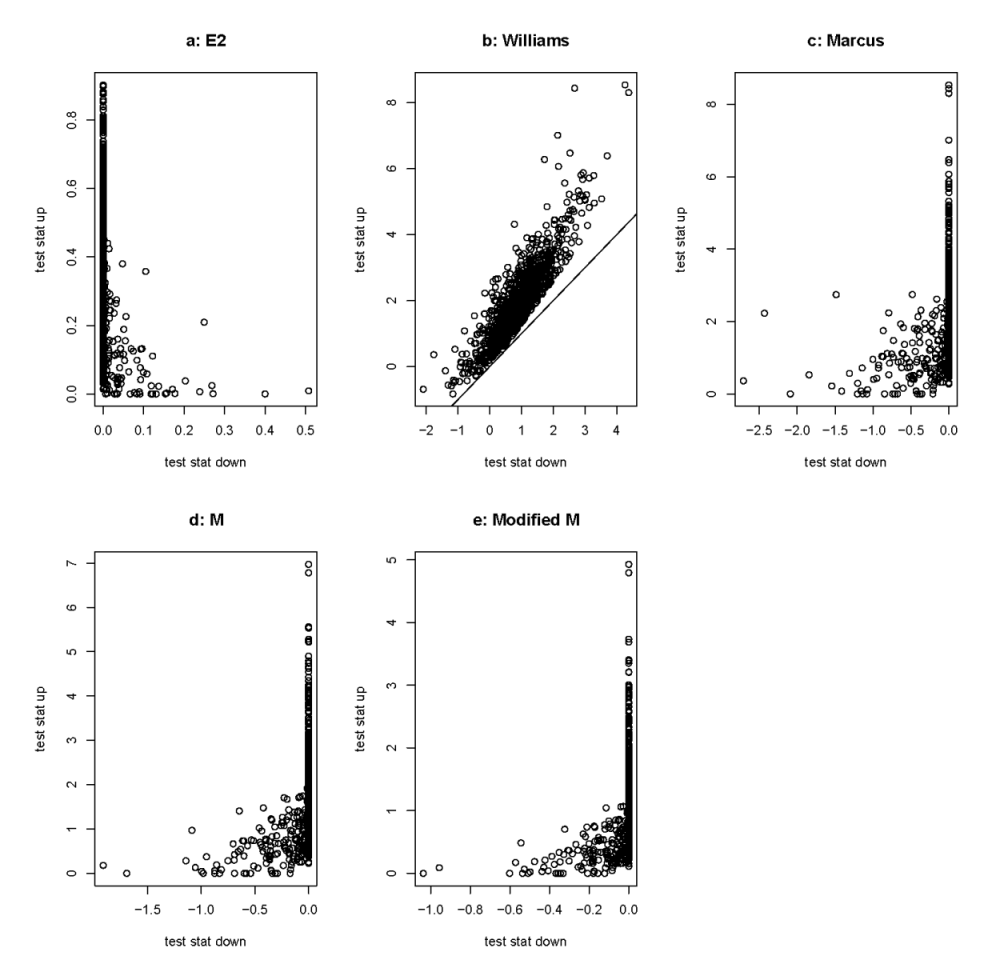 a: E2
test stat up
0.0 0.2 0.4 0.6 0.8
0.0 0.1 0.2 0.3 0.4 0.5
test stat down
b: Williams
test stat up
0 2 4 6 8
−2 −1 0 1 2 3 4
test stat down
c: Marcus
test stat up
0 2 4 6 8
−2.5 −2.0 −1.5 −1.0 −0.5 0.0
test stat down
d: M
test stat up
0 1 2 3 4 5 6 7
−1.5 −1.0 −0.5 0.0
test stat down
e: Modified M
test stat up
0 1 2 3 4 5
−1.0 −0.8 −0.6 −0.4 −0.2 0.0
test stat down